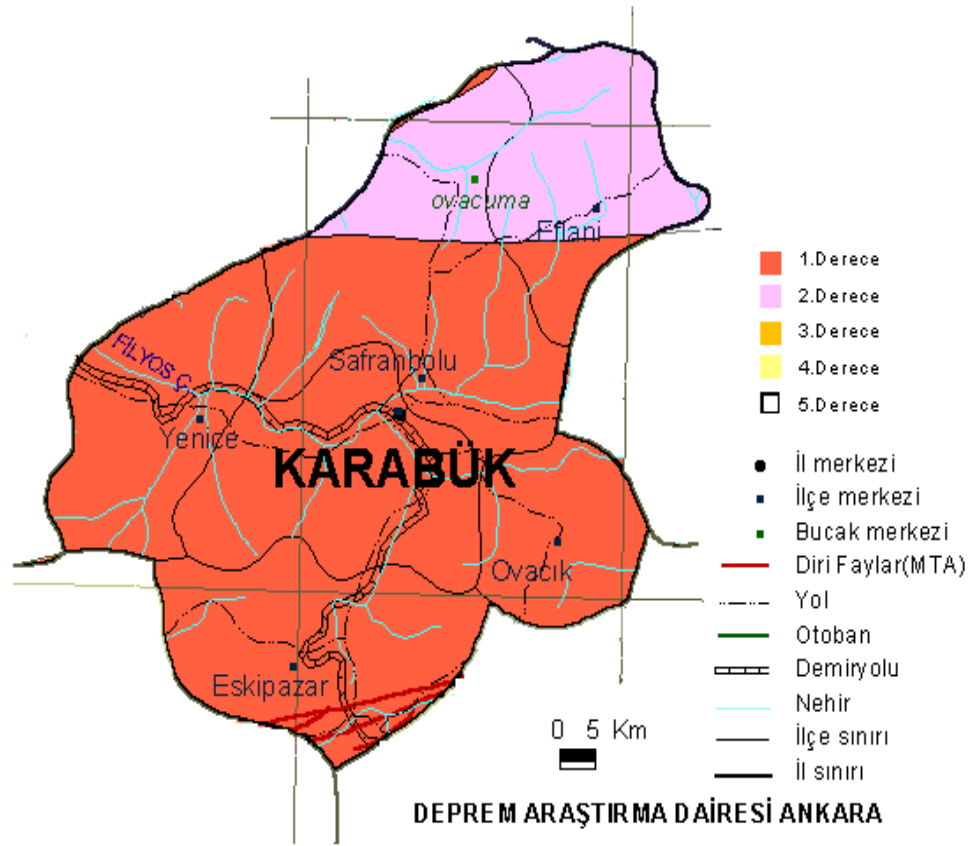 ovacuma
Eflani
FİLYOS Ç.
Safranbolu
Yenice
KARABÜK
Ovacık
Eskipazar
1.Derece
2.Derece
3.Derece
4.Derece
5.Derece
İl merkezi
İlçe merkezi
Bucak merkezi
Diri Faylar(MTA)
Yol
Otoban
Demiryolu
Nehir
İlçe sınırı
İl sınırı
0 5 Km
DEPREM ARAŞTIRMA DAİRESİ ANKARA